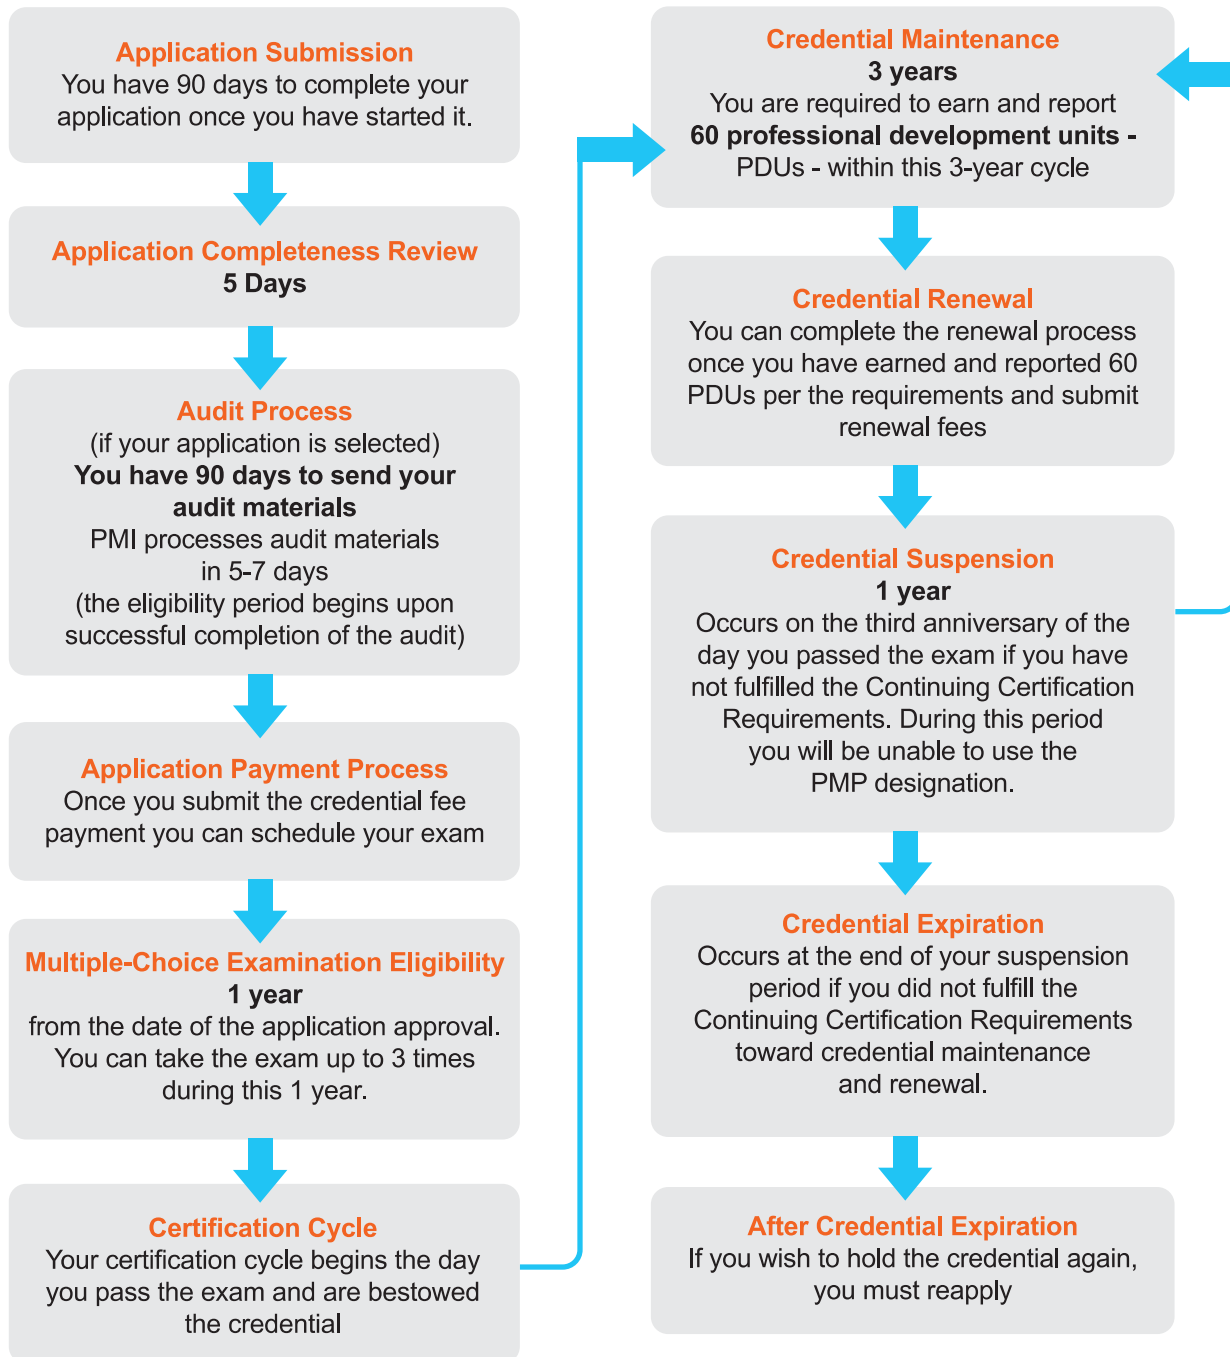 Application Submission
You have 90 days to complete your
application once you have started it.
Application Completeness Review
5 Days
Audit Process
(if your application is selected)
You have 90 days to send your
audit materials
PMI processes audit materials
in 5-7 days
(the eligibility period begins upon
successful completion of the audit)
Application Payment Process
Once you submit the credential fee
payment you can schedule your exam
Multiple-Choice Examination Eligibility
1 year
from the date of the application approval.
You can take the exam up to 3 times
during this 1 year.
Certification Cycle
Your certification cycle begins the day
you pass the exam and are bestowed
the credential
Credential Maintenance
3 years
You are required to earn and report
60 professional development units -
PDUs - within this 3-year cycle
Credential Renewal
You can complete the renewal process
once you have earned and reported 60
PDUs per the requirements and submit
renewal fees
Credential Suspension
1 year
Occurs on the third anniversary of the
day you passed the exam if you have
not fulfilled the Continuing Certification
Requirements. During this period
you will be unable to use the
PMP designation.
Credential Expiration
Occurs at the end of your suspension
period if you did not fulfill the
Continuing Certification Requirements
toward credential maintenance
and renewal.
After Credential Expiration
If you wish to hold the credential again,
you must reapply